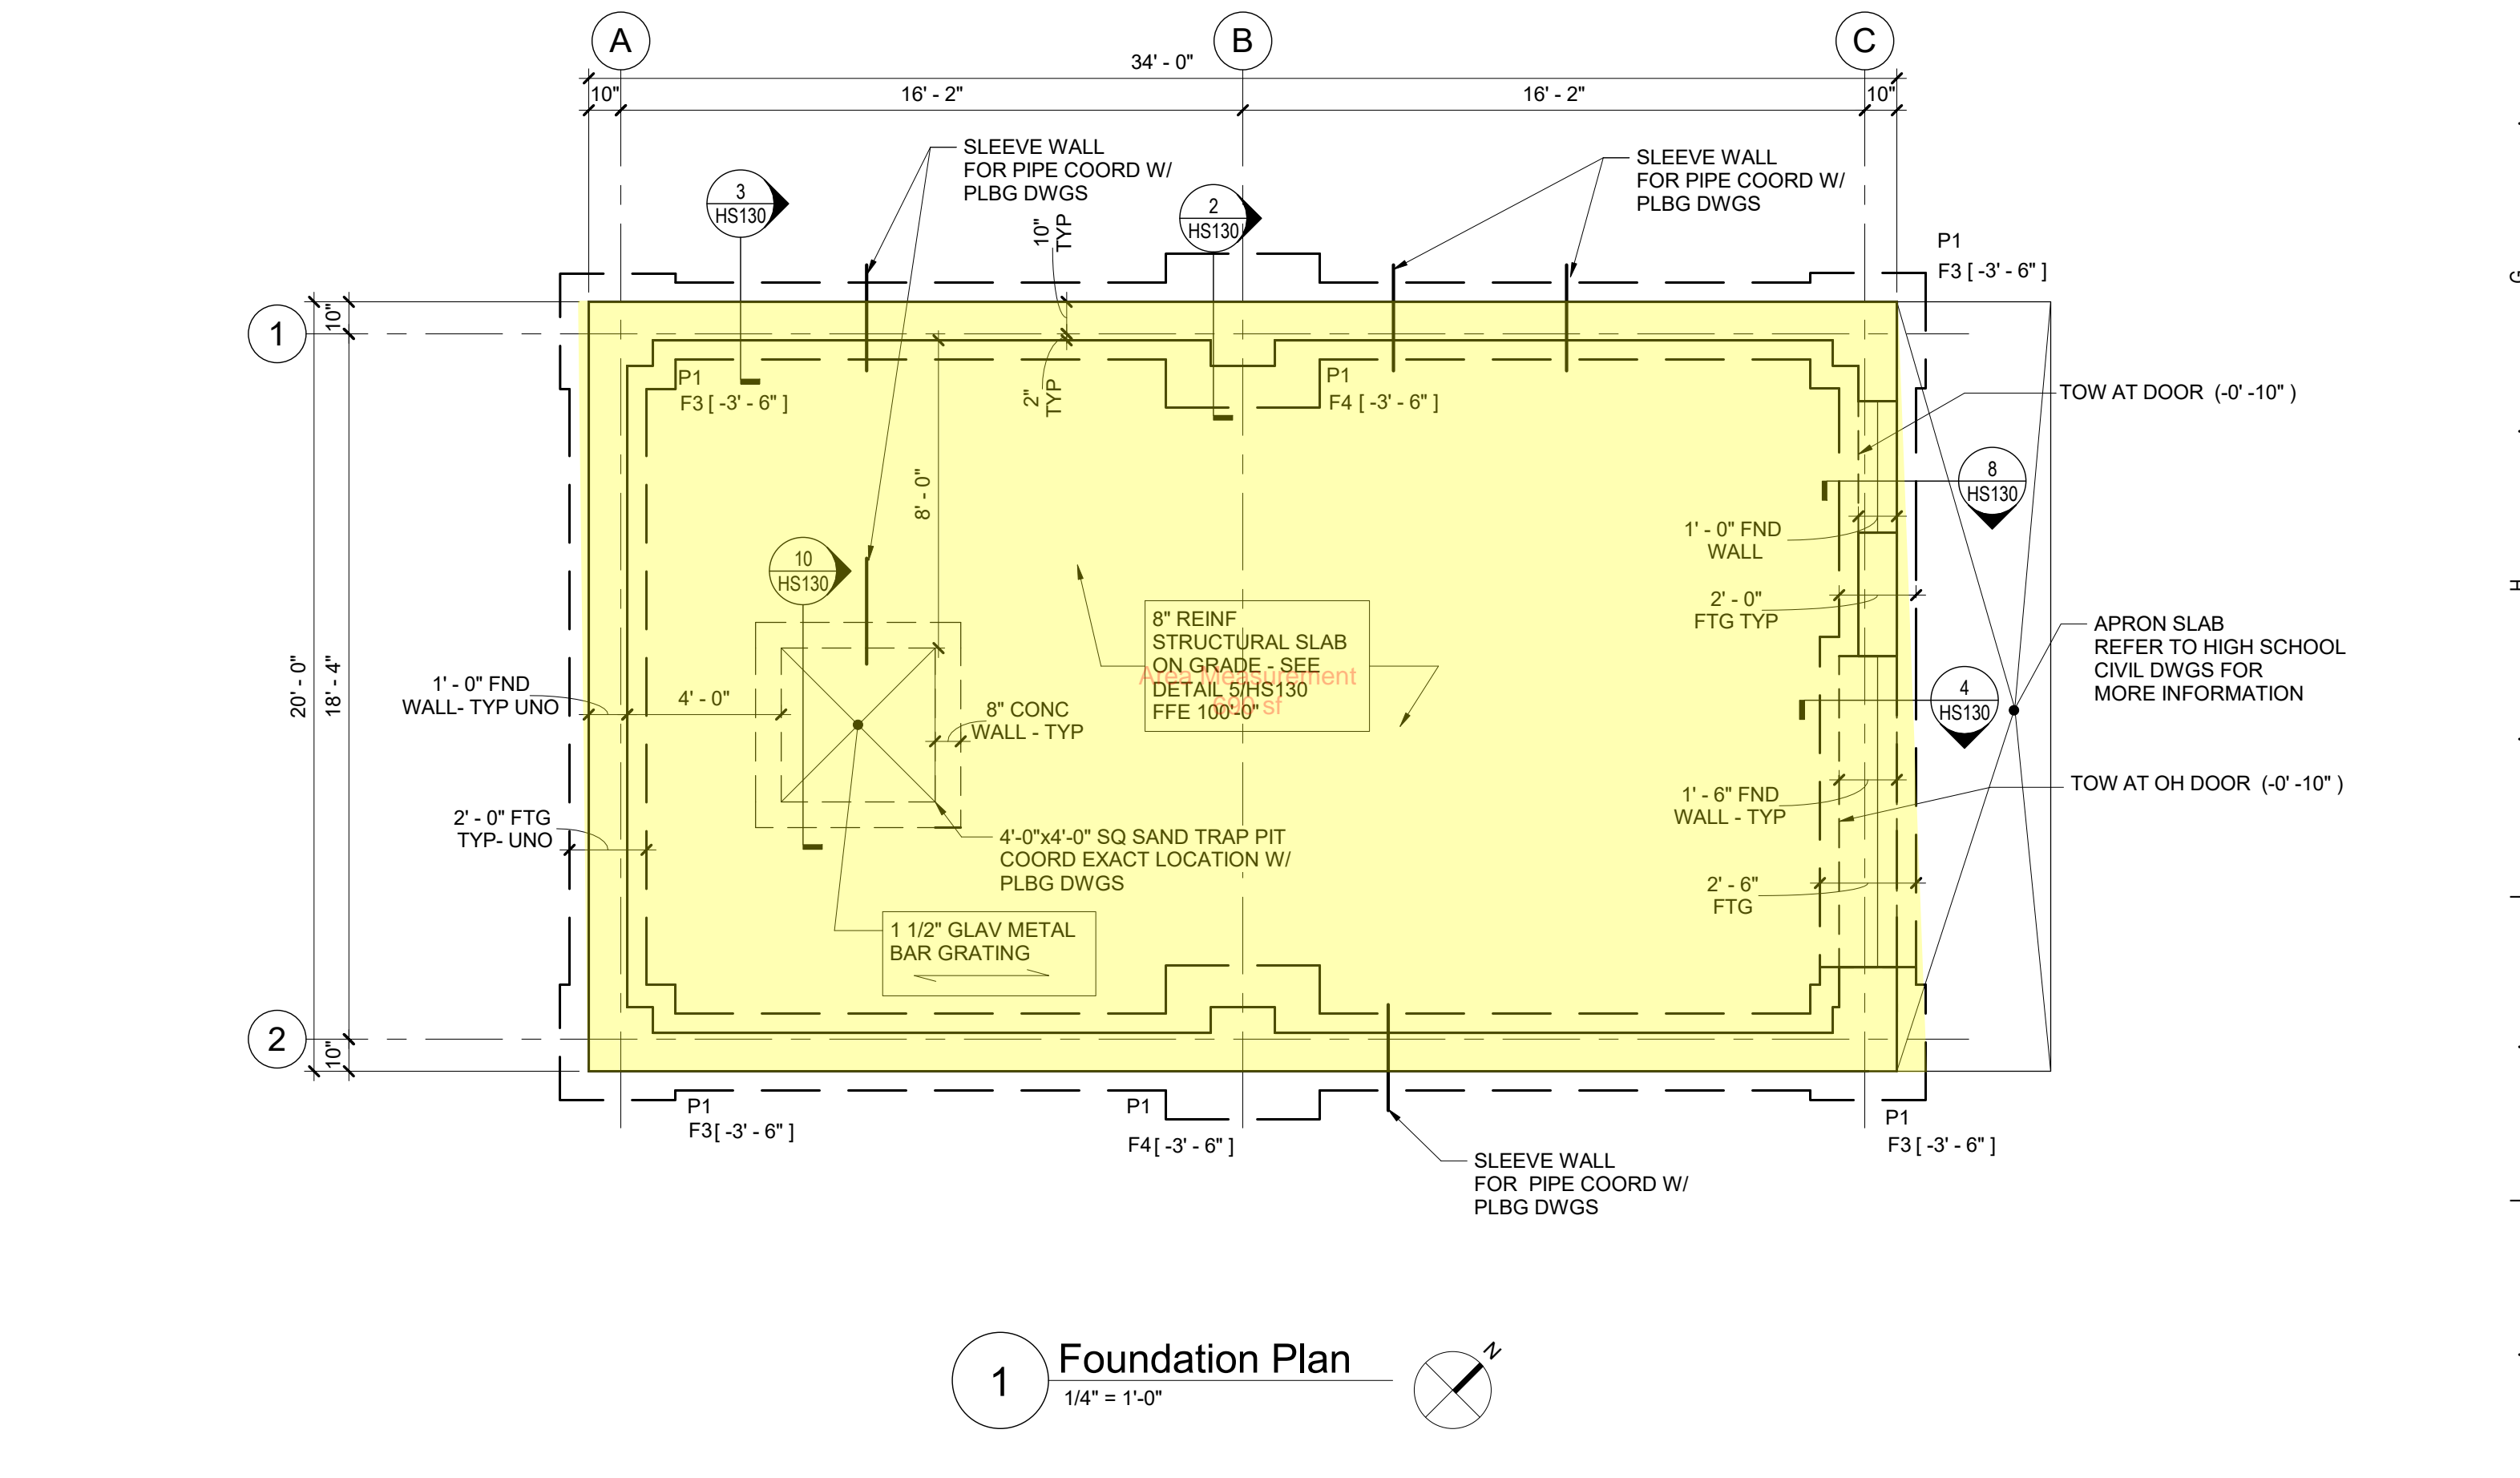 A
B
C
34' - 0"
10"
16' - 2"
16' - 2"
10"
SLEEVE WALL
FOR PIPE COORD W/
PLBG DWGS
SLEEVE WALL
FOR PIPE COORD W/
PLBG DWGS
3
HS130
2
HS130
10"
TYP
P1
F3 [ -3' - 6" ]
G
1
10"
P1
F3 [ -3' - 6" ]
2"
TYP
P1
F4 [ -3' - 6" ]
TOW AT DOOR (-0' -10" )
8' - 0"
8
HS130
1' - 0" FND
WALL
10
HS130
2' - 0"
FTG TYP
H
8" REINF
STRUCTURAL SLAB
ON GRADE - SEE
DETAIL 5/HS130
FFE 100'-0"
Area Measurement
sf
APRON SLAB
REFER TO HIGH SCHOOL
CIVIL DWGS FOR
MORE INFORMATION
20' - 0"
18' - 4"
1' - 0" FND
WALL- TYP UNO
4' - 0"
8" CONC
WALL - TYP
4
HS130
TOW AT OH DOOR (-0' -10" )
1' - 6" FND
WALL - TYP
2' - 0" FTG
TYP- UNO
4'-0"x4'-0" SQ SAND TRAP PIT
COORD EXACT LOCATION W/
PLBG DWGS
2' - 6"
FTG
1 1/2" GLAV METAL
BAR GRATING
2
10"
P1
F3 [ -3' - 6" ]
P1
F4 [ -3' - 6" ]
P1
F3 [ -3' - 6" ]
SLEEVE WALL
FOR PIPE COORD W/
PLBG DWGS
1
Foundation Plan
1/4" = 1'-0"
N